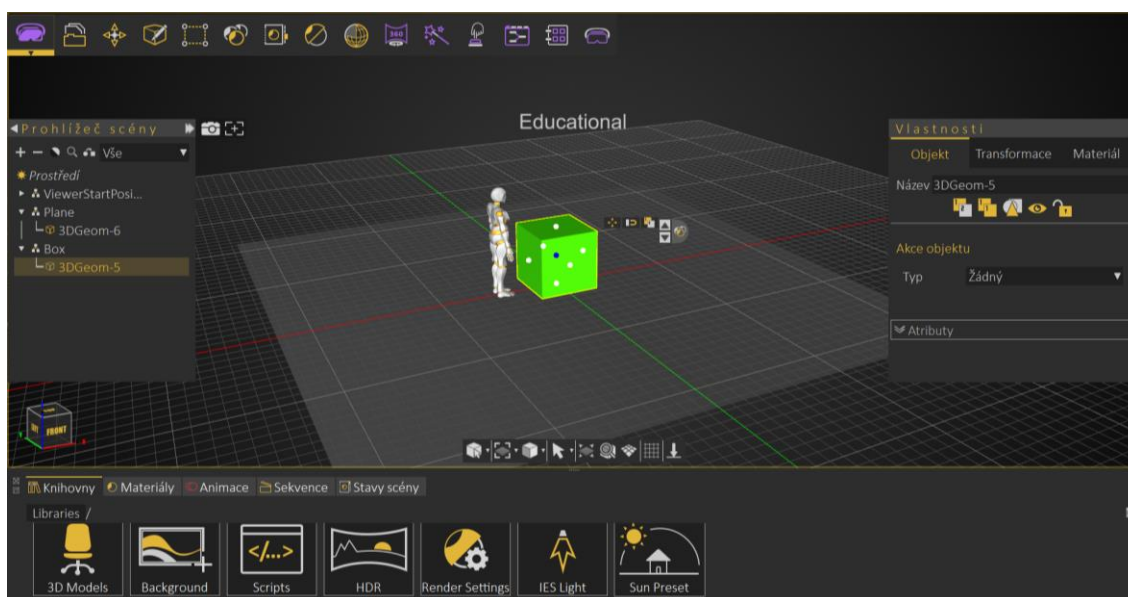 360
Educational
Prohlížeč scény
Vše
Prostředí
ViewerStartPosi...
Plane
3DGeom-6
Box
3DGeom-5
Vlastnosti
Objekt Transformace Materiál
Název 3DGeom-5
Akce objektu
Typ Žádný
Atributy
FRONT
Knihovny Materiály Animace Sekvence Stavy scény
Libraries /
</...>
3D Models Background Scripts HDR Render Settings IES Light Sun Preset